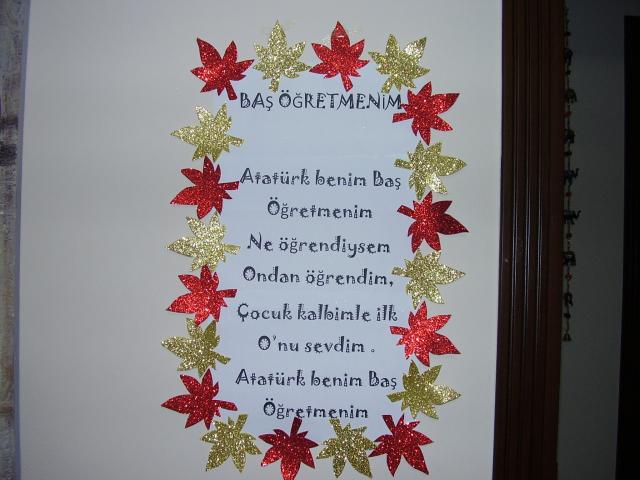 BAŞ ÖĞRETMENİM
Atatürk benim Baş
Öğretmenim
Ne öğrendiysem
Ondan öğrendim,
Çocuk kalbimle ilk
O'nu sevdim .
Atatürk benim Baş
Öğretmenim